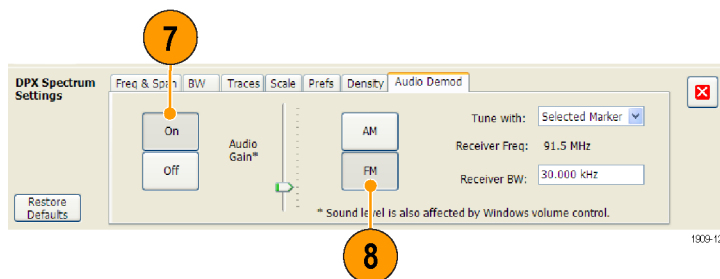 7
DPX Spectrum Settings
Freq & Span BW Traces Scale Prefs Density Audio Demod
On
Off
Audio Gain*
AM
FM
Tune with: Selected Marker
Receiver Freq: 91.5 MHz
Receiver BW: 30.000 kHz
* Sound level is also affected by Windows volume control.
Restore Defaults
8